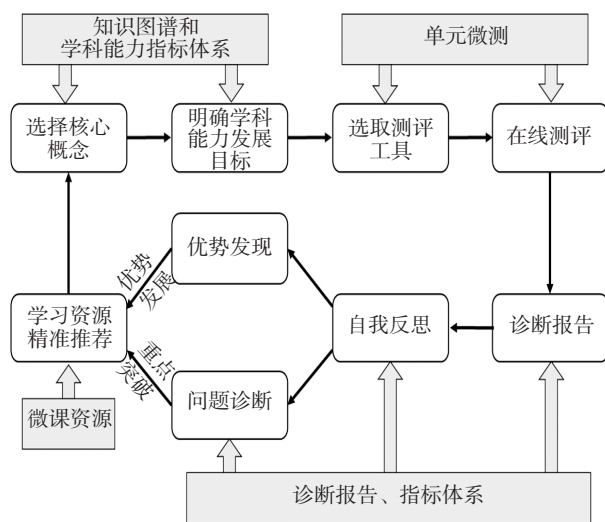 知识图谱和
学科能力指标体系
单元微测
选择核心
概念
明确学科
能力发展
目标
选取测评
工具
在线测评
优势发现
优势
发展
学习资源
精准推荐
自我反思
诊断报告
重点
突破
问题诊断
微课资源
诊断报告、指标体系